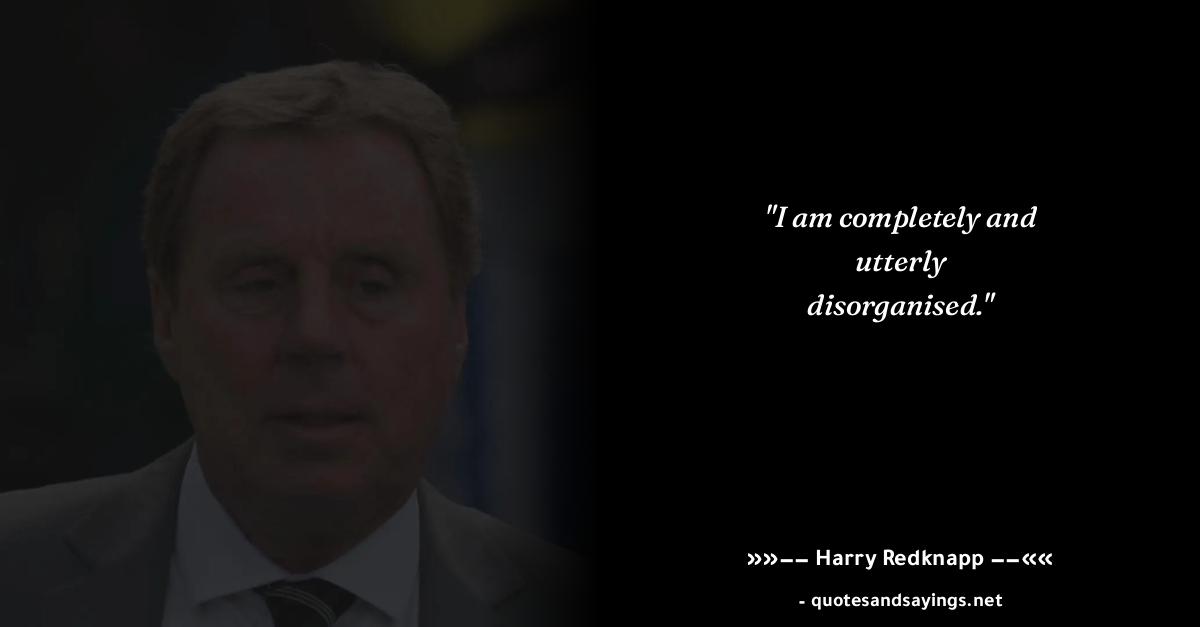 "I am completely and
utterly
disorganised."
»»—— Harry Redknapp ——««
- quotesandsayings.net